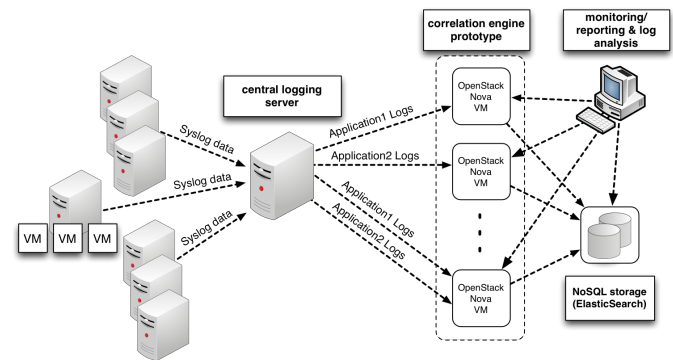 correlation engine
prototype
monitoring/
reporting & log
analysis
central logging
server
OpenStack
Nova
VM
Application1 Logs
Syslog data
Application2 Logs
OpenStack
Nova
VM
Syslog data
Application1 Logs
Application2 Logs
Syslog data
VM
VM
VM
OpenStack
Nova
VM
NoSQL storage
(ElasticSearch)